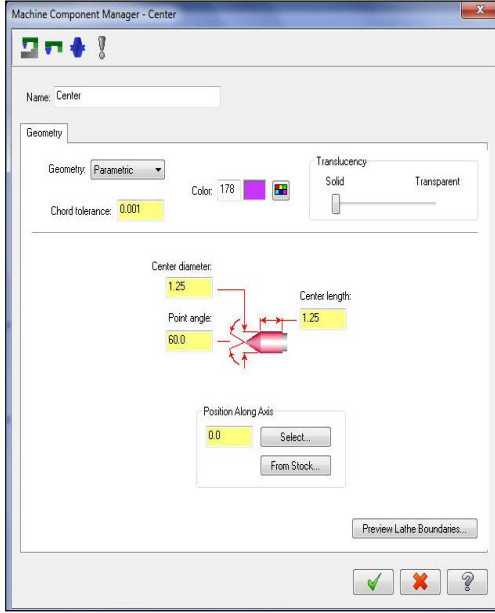 Machine Component Manager - Center
Name: Center
Geometry
Geometry: Parametric
Color: 178
Chord tolerance: 0.001
Translucency
Solid
Transparent
Center diameter:
1.25
Center length:
1.25
Point angle:
60.0
Position Along Axis
0.0
Select...
From Stock...
Preview Lathe Boundaries...